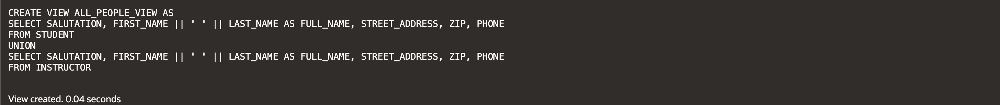 CREATE VIEW ALL_PEOPLE_VIEW AS
SELECT SALUTATION, FIRST_NAME || ' ' || LAST_NAME AS FULL_NAME, STREET_ADDRESS, ZIP, PHONE
FROM STUDENT
UNION
SELECT SALUTATION, FIRST_NAME || ' ' || LAST_NAME AS FULL_NAME, STREET_ADDRESS, ZIP, PHONE
FROM INSTRUCTOR
View created. 0.04 seconds